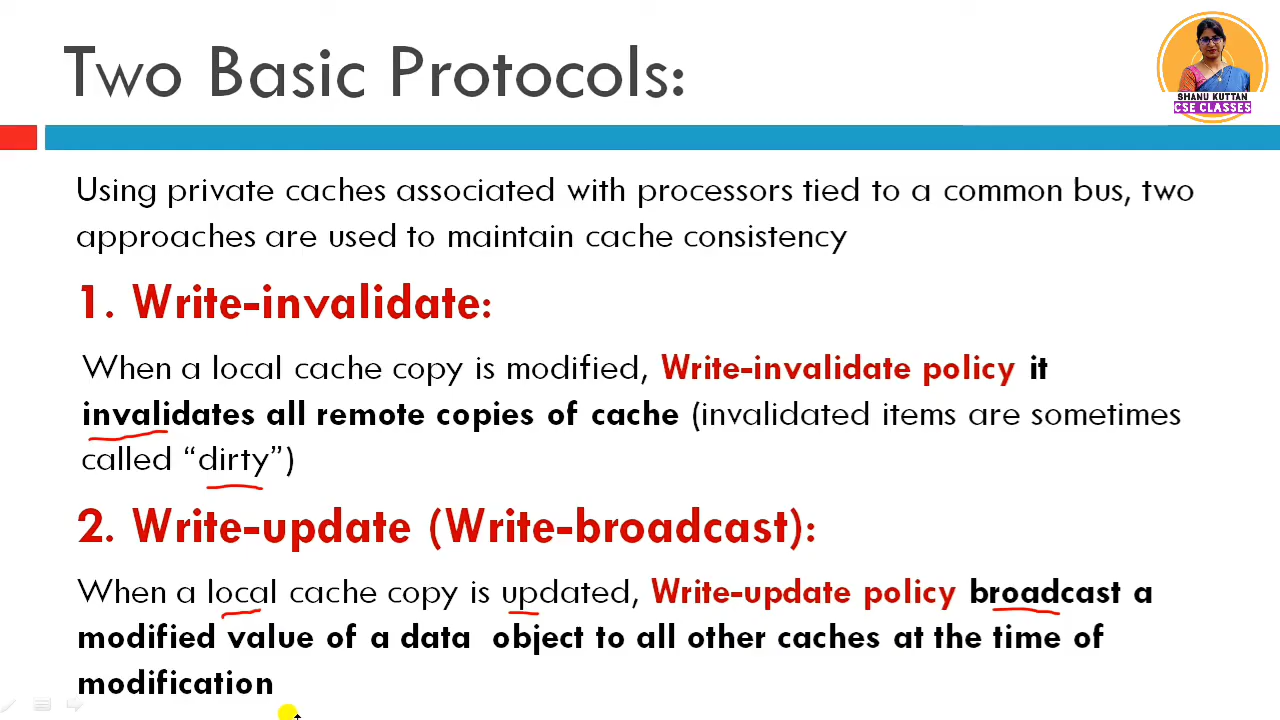 Two Basic Protocols:
SHANU KUTTAN
CSE CLASSES
Using private caches associated with processors tied to a common bus, two
approaches are used to maintain cache consistency
1. Write-invalidate:
When a local cache copy is modified, Write-invalidate policy it
invalidates all remote copies of cache (invalidated items are sometimes
called “dirty”)
2. Write-update (Write-broadcast):
When a local cache copy is updated, Write-update policy broadcast a
modified value of a data object to all other caches at the time of
modification